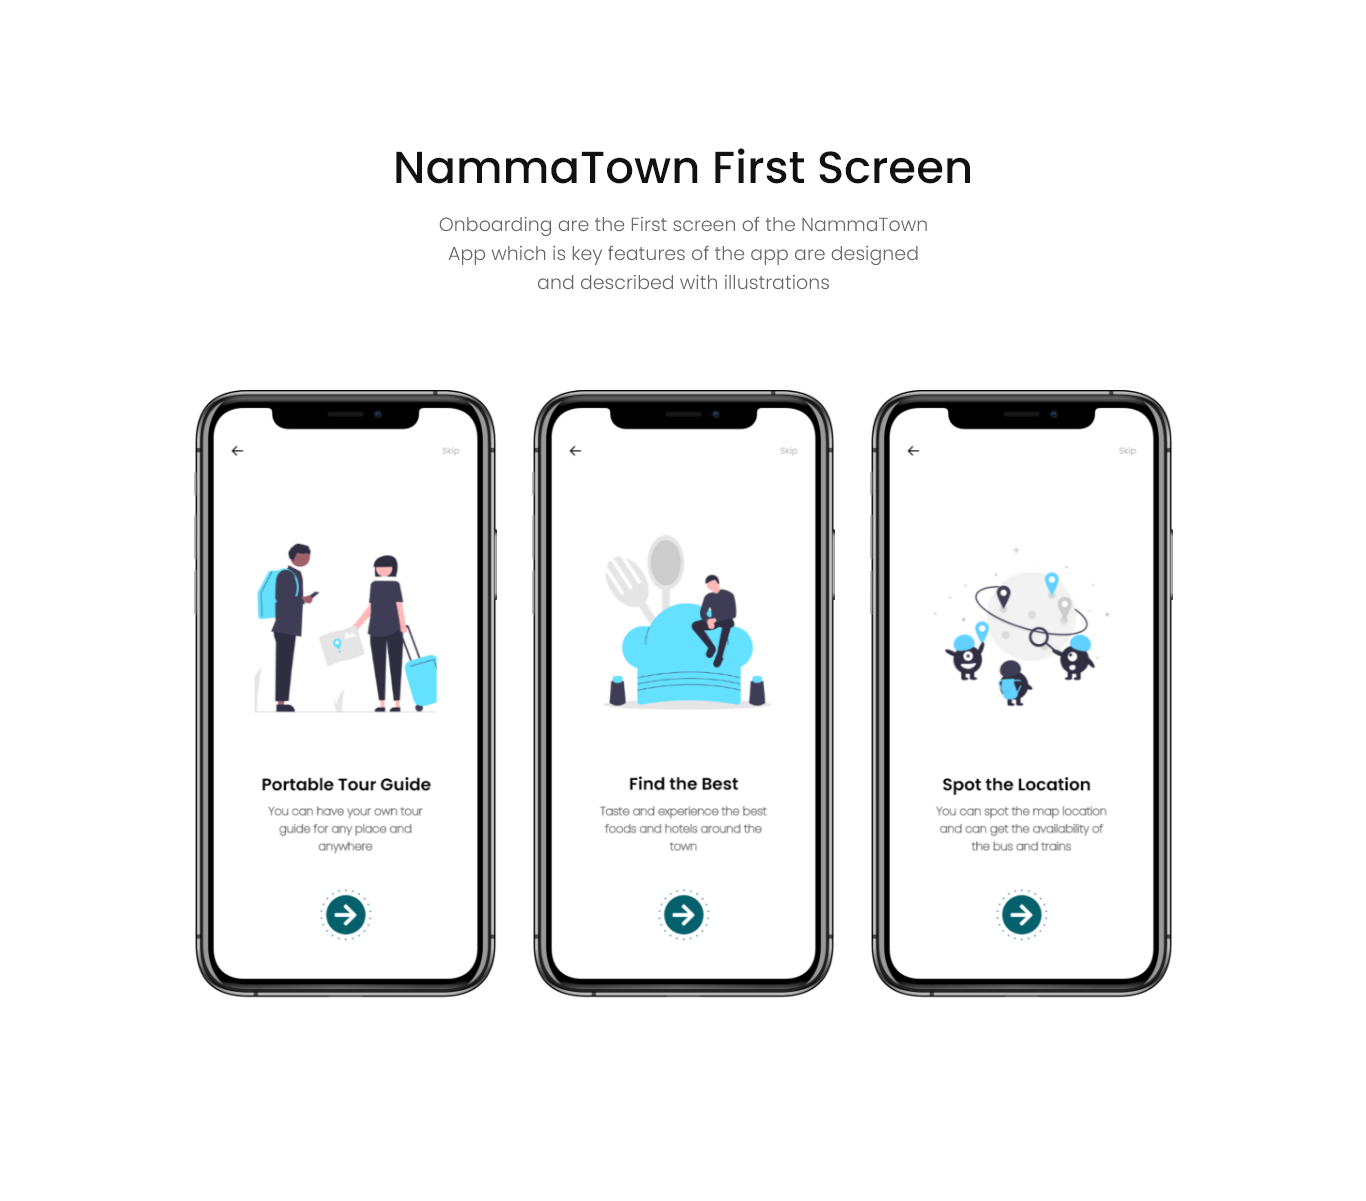 NammaTown First Screen
Onboarding are the First screen of the NammaTown
App which is key features of the app are designed
and described with illustrations
Skip
Portable Tour Guide
You can have your own tour
guide for any place and
anywhere
Skip
Find the Best
Taste and experience the best
foods and hotels around the
town
Skip
Spot the Location
You can spot the map location
and can get the availability of
the bus and trains